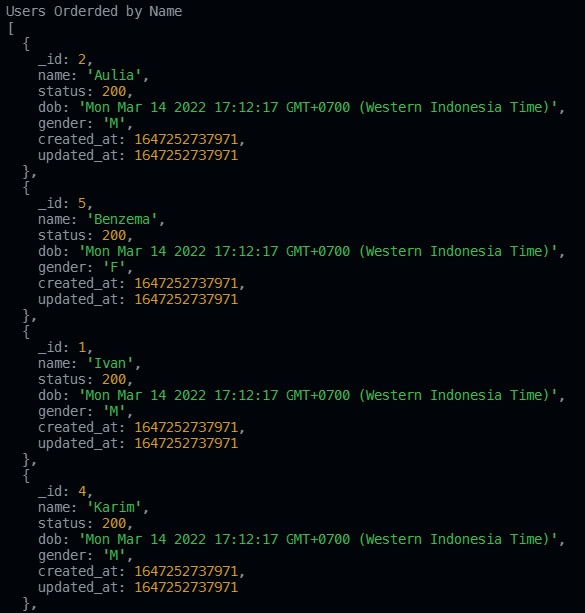 Users Orderded by Name
[
  {
    _id: 2,
    name: 'Aulia',
    status: 200,
    dob: 'Mon Mar 14 2022 17:12:17 GMT+0700 (Western Indonesia Time)',
    gender: 'M',
    created_at: 1647252737971,
    updated_at: 1647252737971
  },
  {
    _id: 5,
    name: 'Benzema',
    status: 200,
    dob: 'Mon Mar 14 2022 17:12:17 GMT+0700 (Western Indonesia Time)',
    gender: 'F',
    created_at: 1647252737971,
    updated_at: 1647252737971
  },
  {
    _id: 1,
    name: 'Ivan',
    status: 200,
    dob: 'Mon Mar 14 2022 17:12:17 GMT+0700 (Western Indonesia Time)',
    gender: 'M',
    created_at: 1647252737971,
    updated_at: 1647252737971
  },
  {
    _id: 4,
    name: 'Karim',
    status: 200,
    dob: 'Mon Mar 14 2022 17:12:17 GMT+0700 (Western Indonesia Time)',
    gender: 'M',
    created_at: 1647252737971,
    updated_at: 1647252737971
  },